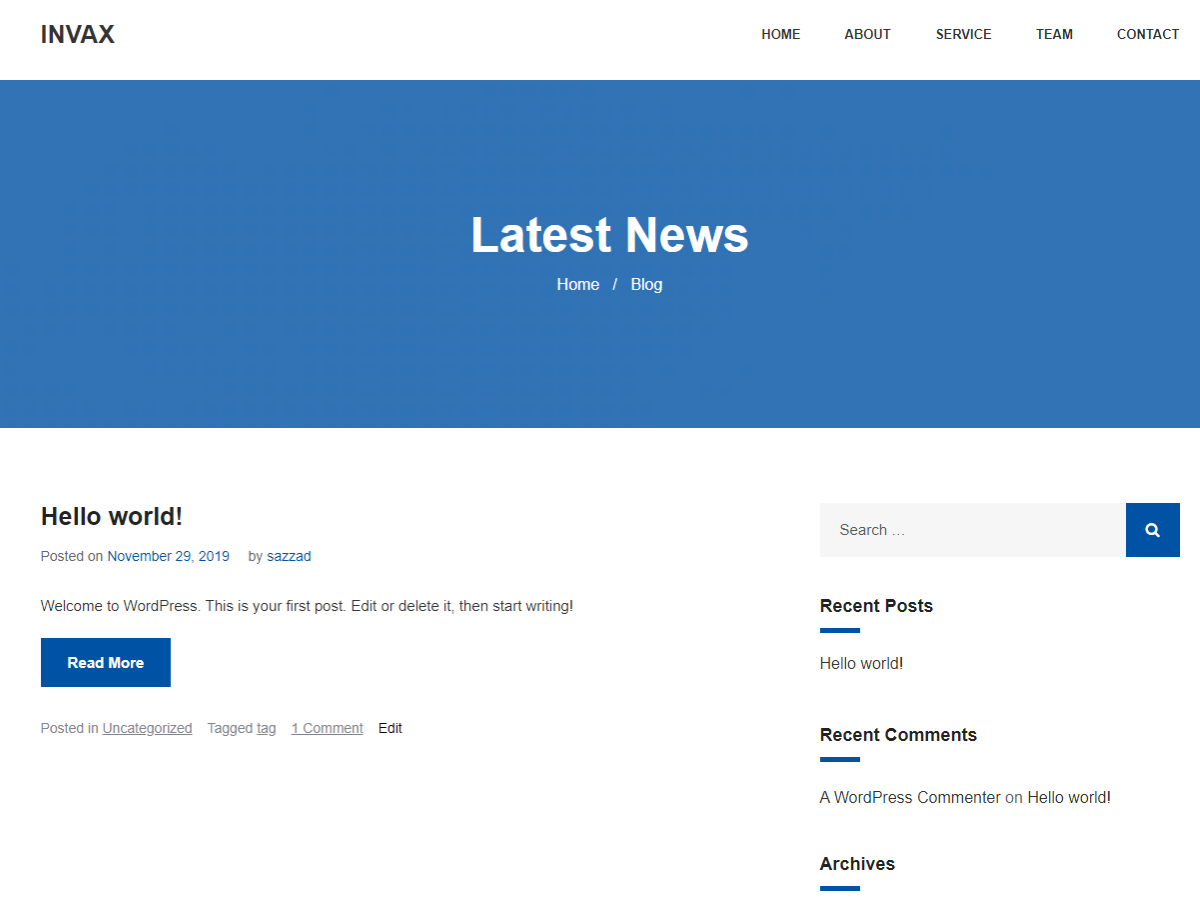 INVAX
HOME ABOUT SERVICE TEAM CONTACT
Latest News
Home / Blog
Hello world!
Posted on November 29, 2019 by sazzad
Welcome to WordPress. This is your first post. Edit or delete it, then start writing!
Read More
Posted in Uncategorized Tagged tag 1 Comment Edit
Search …
Recent Posts
Hello world!
Recent Comments
A WordPress Commenter on Hello world!
Archives